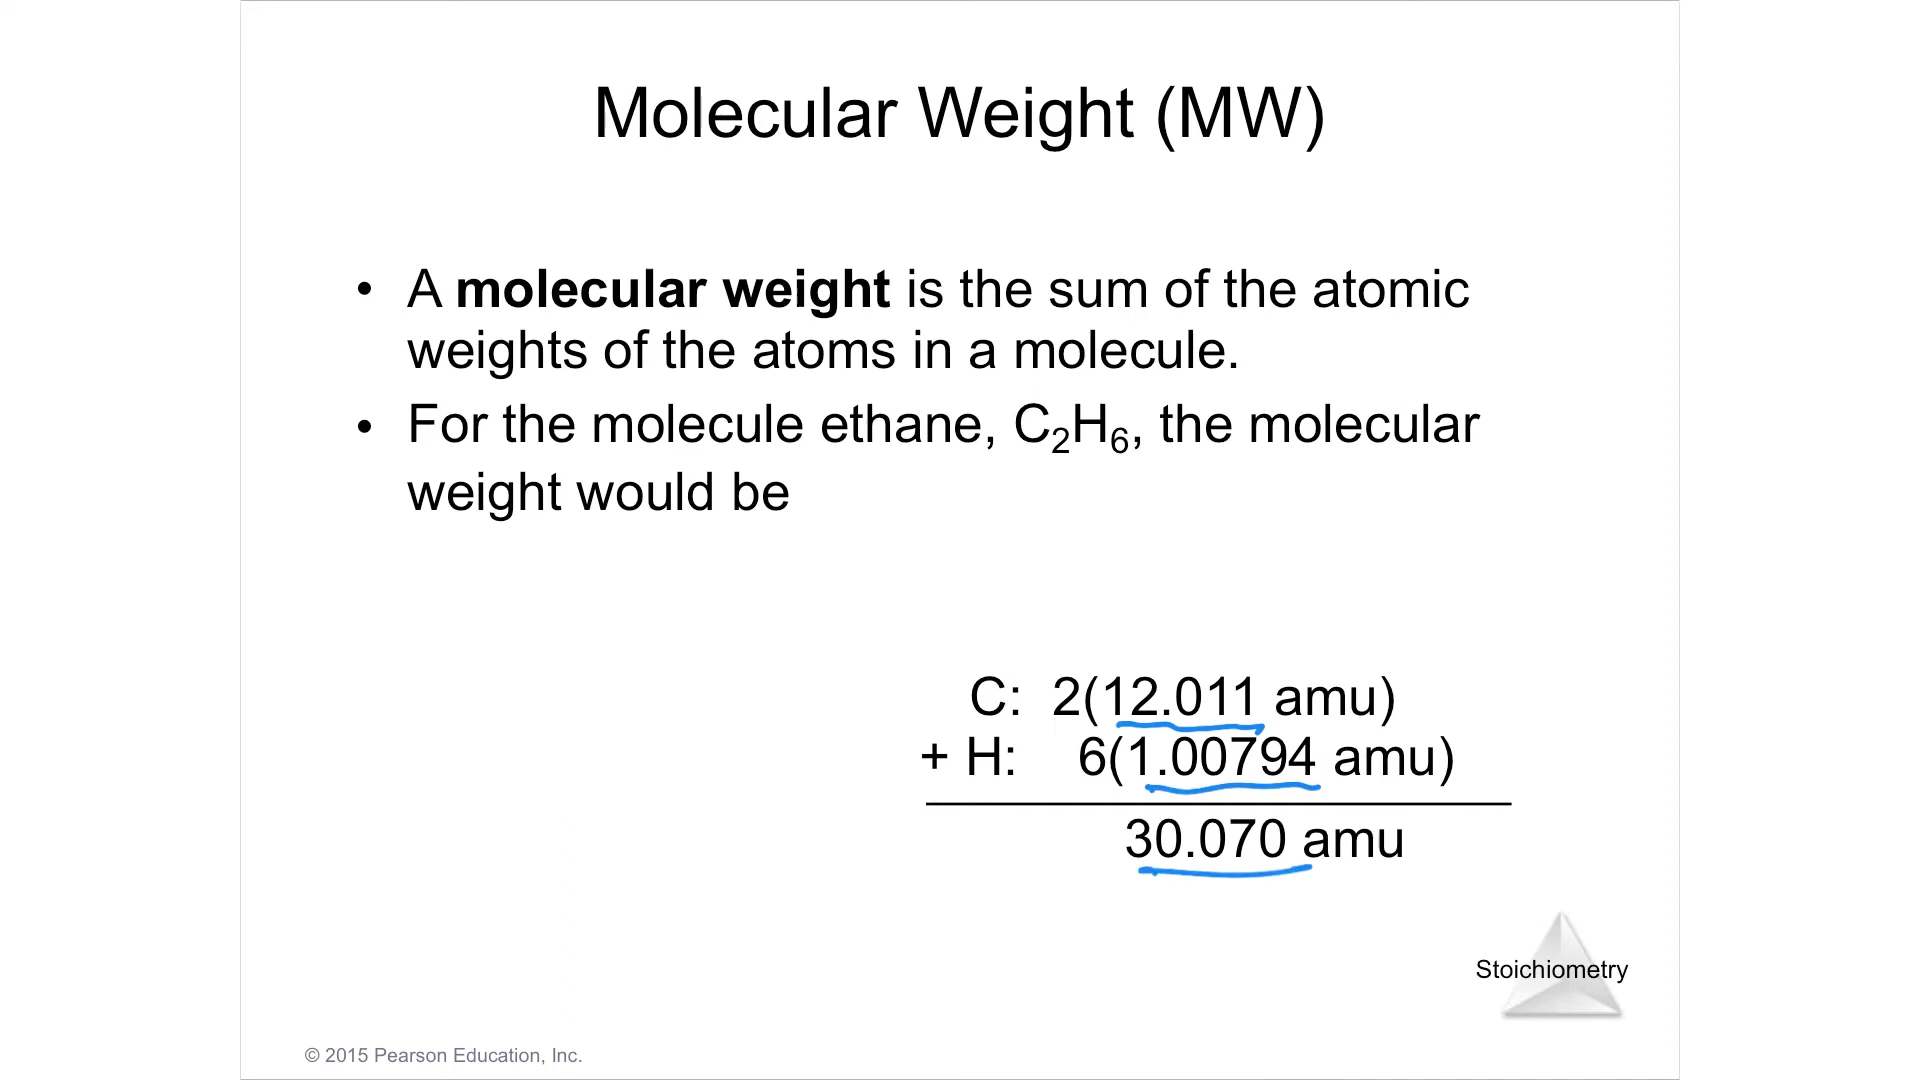 Molecular Weight (MW)
• A molecular weight is the sum of the atomic
weights of the atoms in a molecule.
• For the molecule ethane, C₂H₆, the molecular
weight would be
C: 2(12.011 amu)
+ H: 6(1.00794 amu)
30.070 amu
Stoichiometry
© 2015 Pearson Education, Inc.